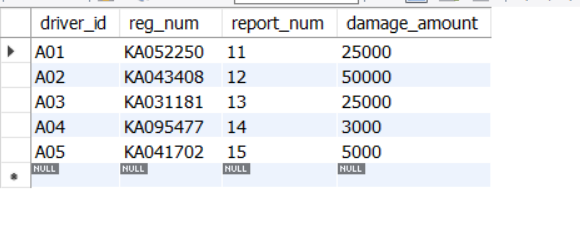 driver_id reg_num report_num damage_amount
A01 KA052250 11 25000
A02 KA043408 12 50000
A03 KA031181 13 25000
A04 KA095477 14 3000
A05 KA041702 15 5000
NULL NULL NULL NULL